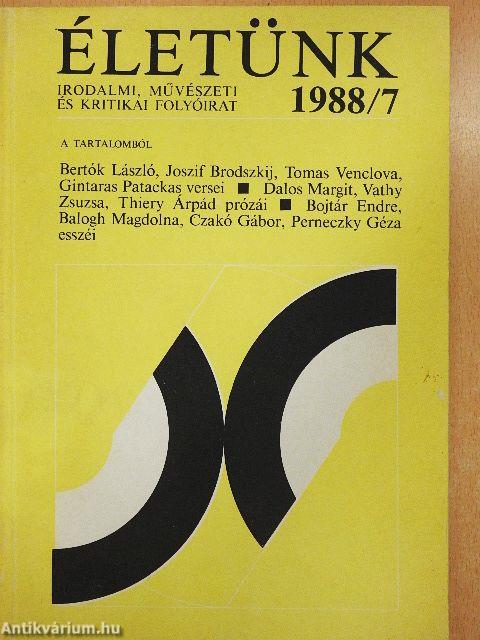 ÉLETÜNK
IRODALMI, MŰVÉSZETI
ÉS KRITIKAI FOLYÓIRAT 1988/7
A TARTALOMBÓL
Bertók László, Joszif Brodszkij, Tomas Venclova,
Gintaras Patackas versei ■ Dalos Margit, Vathy
Zsuzsa, Thiery Árpád prózái ■ Bojtár Endre,
Balogh Magdolna, Czakó Gábor, Perneczky Géza
esszéi
Antikvárium.hu